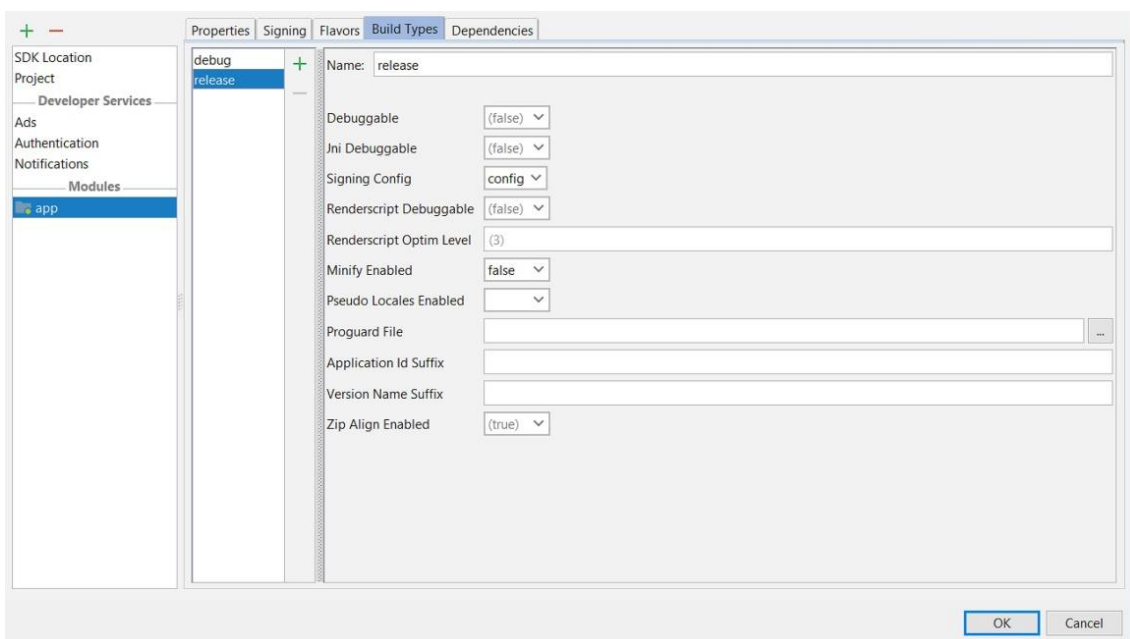 Properties Signing Flavors Build Types Dependencies
SDK Location
Project
Developer Services
Ads
Authentication
Notifications
Modules
app
debug
release
Name: release
Debuggable (false)
Jni Debuggable (false)
Signing Config config
Renderscript Debuggable (false)
Renderscript Optim Level (3)
Minify Enabled false
Pseudo Locales Enabled
Proguard File ...
Application Id Suffix
Version Name Suffix
Zip Align Enabled (true)
OK Cancel